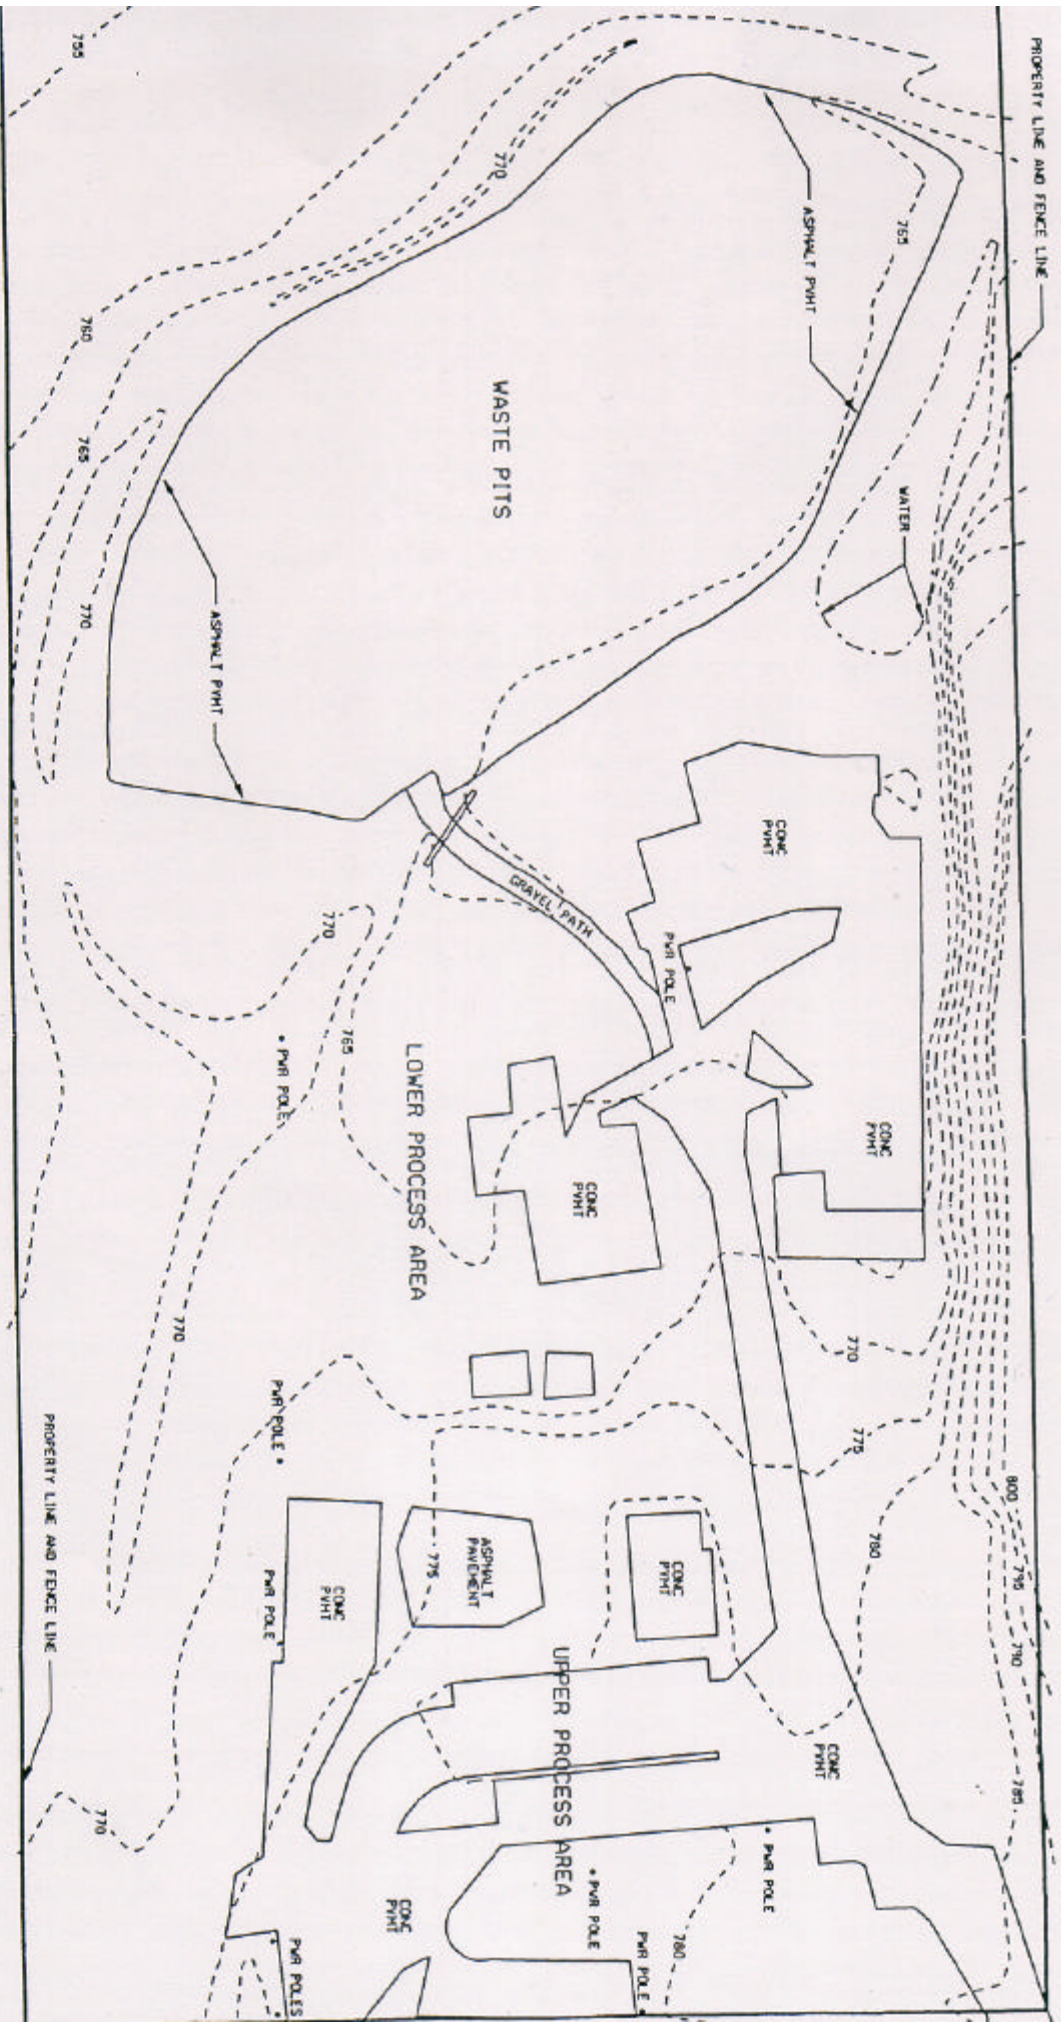 755
PROPERTY LINE AND FENCE LINE
770
ASPHALT PVMT
765
760
WASTE PITS
765
WATER
770
ASPHALT PVMT
CONC
PVMT
GRAVEL PATH
770
PWR POLE
765
PWR POLE
LOWER PROCESS AREA
CONC
PVMT
CONC
PVMT
770
770
PWR POLE
775
PROPERTY LINE AND FENCE LINE
800
780
795
775
ASPHALT
PAVEMENT
CONC
PVMT
CONC
PVMT
PWR POLE
790
UPPER PROCESS AREA
CONC
PVMT
785
770
PWR POLE
PWR POLE
CONC
PVMT
780
PWR POLE
PWR POLES